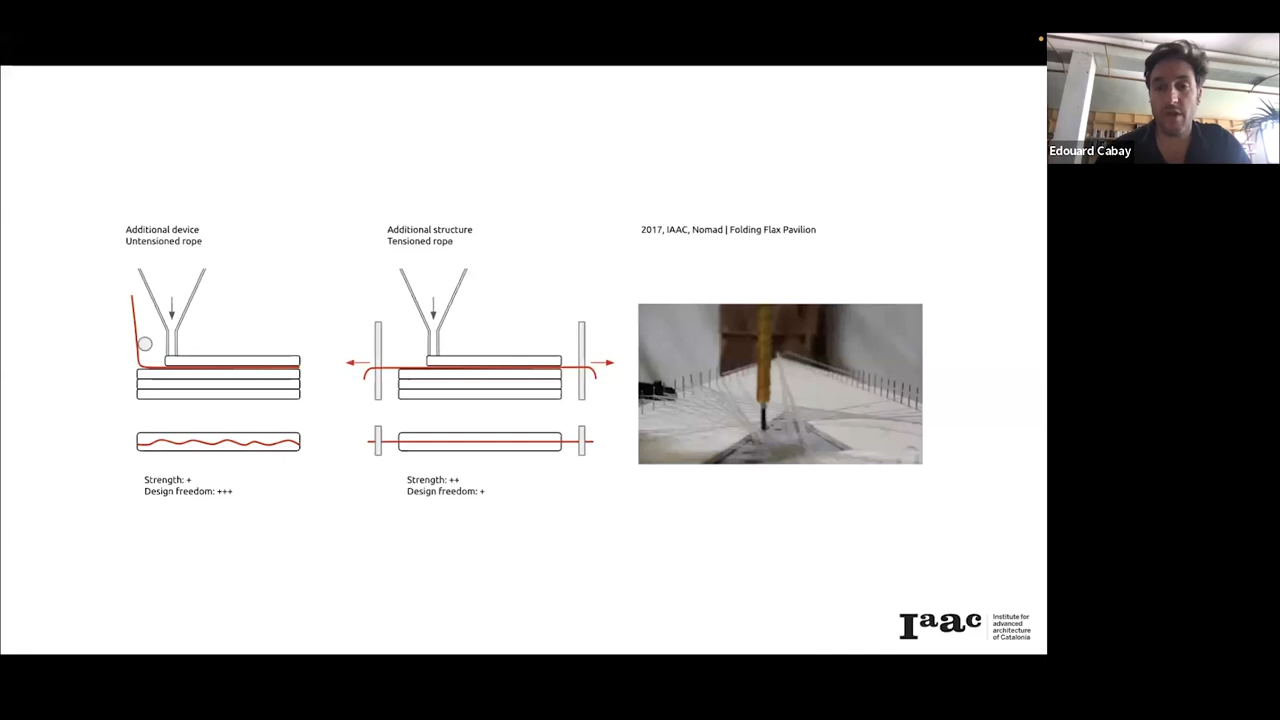 Edouard Cabay
Additional device
Untensioned rope
Strength: +
Design freedom: +++
Additional structure
Tensioned rope
Strength: ++
Design freedom: +
2017, IAAC, Nomad | Folding Flax Pavilion
Iaac
Institute for
advanced
architecture
of Catalonia